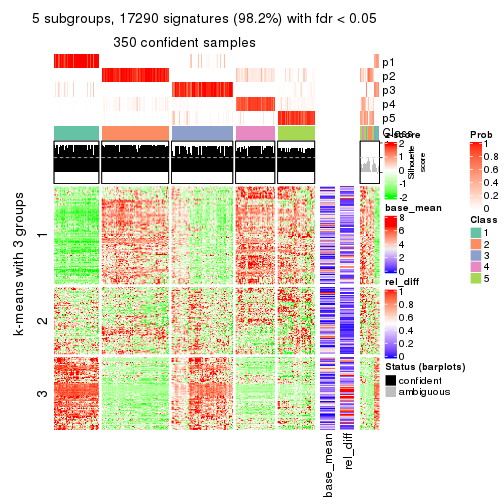 5 subgroups, 17290 signatures (98.2%) with fdr < 0.05
350 confident samples
p1
p2
p3
p4
p5
Class
z-score
2
1
0
-1
-2
Silhouette
score
base_mean
8
6
4
2
0
rel_diff
1
0.8
0.6
0.4
0.2
0
Status (barplots)
confident
ambiguous
Prob
1
0.8
0.6
0.4
0.2
0
Class
1
2
3
4
5
k-means with 3 groups
1
2
3
base_mean
rel_diff